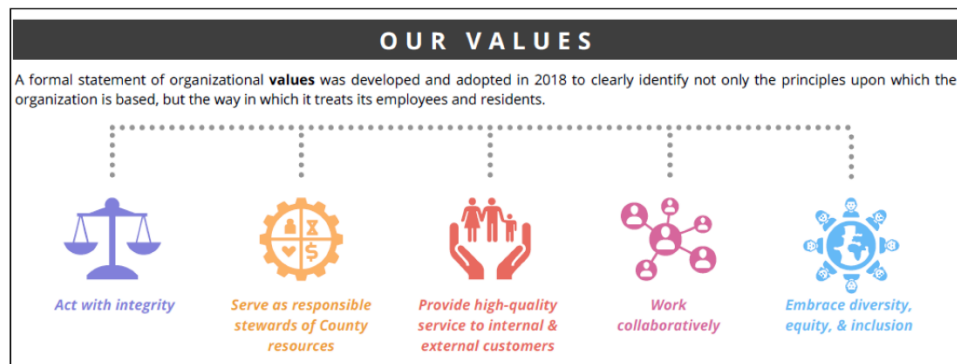 OUR VALUES
A formal statement of organizational values was developed and adopted in 2018 to clearly identify not only the principles upon which the
organization is based, but the way in which it treats its employees and residents.
Act with integrity
Serve as responsible
stewards of County
resources
Provide high-quality
service to internal &
external customers
Work
collaboratively
Embrace diversity,
equity, & inclusion